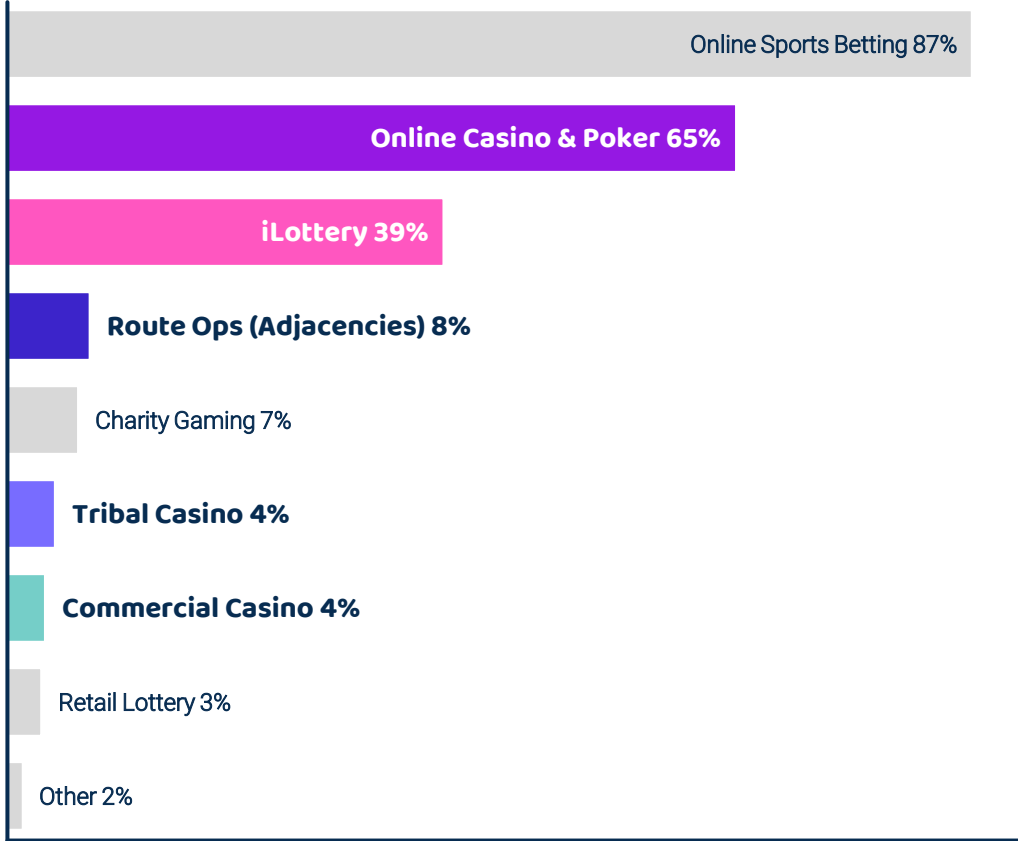 Online Sports Betting 87%
Online Casino & Poker 65%
iLottery 39%
Route Ops (Adjacencies) 8%
Charity Gaming 7%
Tribal Casino 4%
Commercial Casino 4%
Retail Lottery 3%
Other 2%